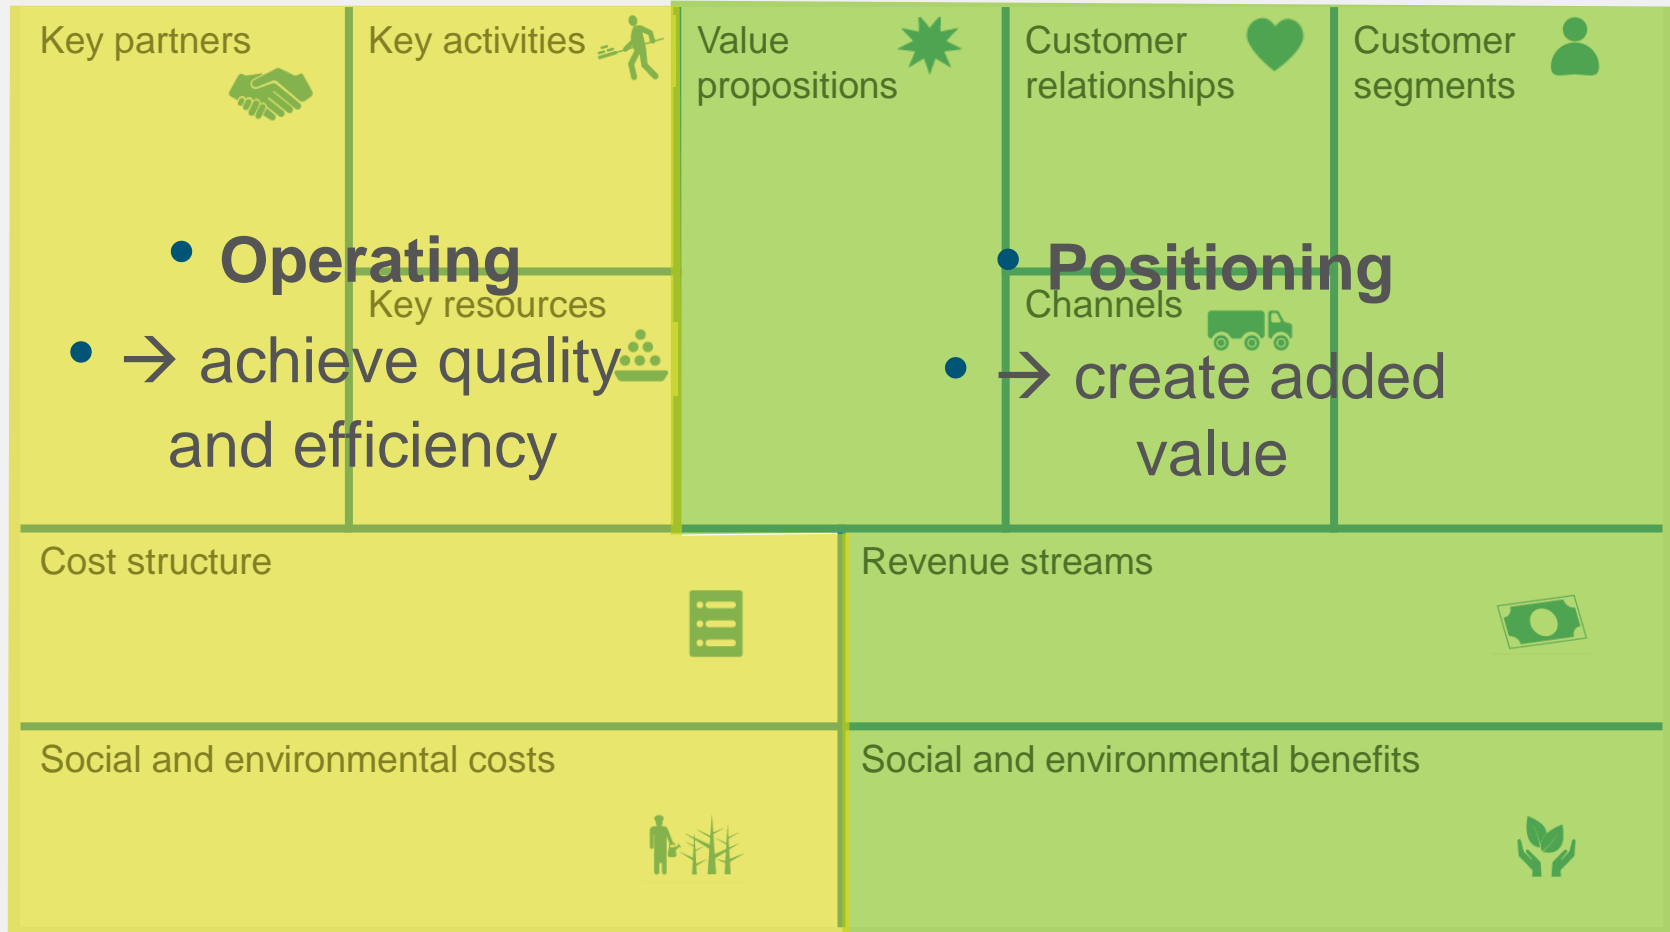 Key partners
Key activities
Value
propositions
Customer
relationships
Customer
segments
• Operating
Key resources
• → achieve quality
and efficiency
• Positioning
Channels
• → create added
value
Cost structure
Revenue streams
Social and environmental costs
Social and environmental benefits